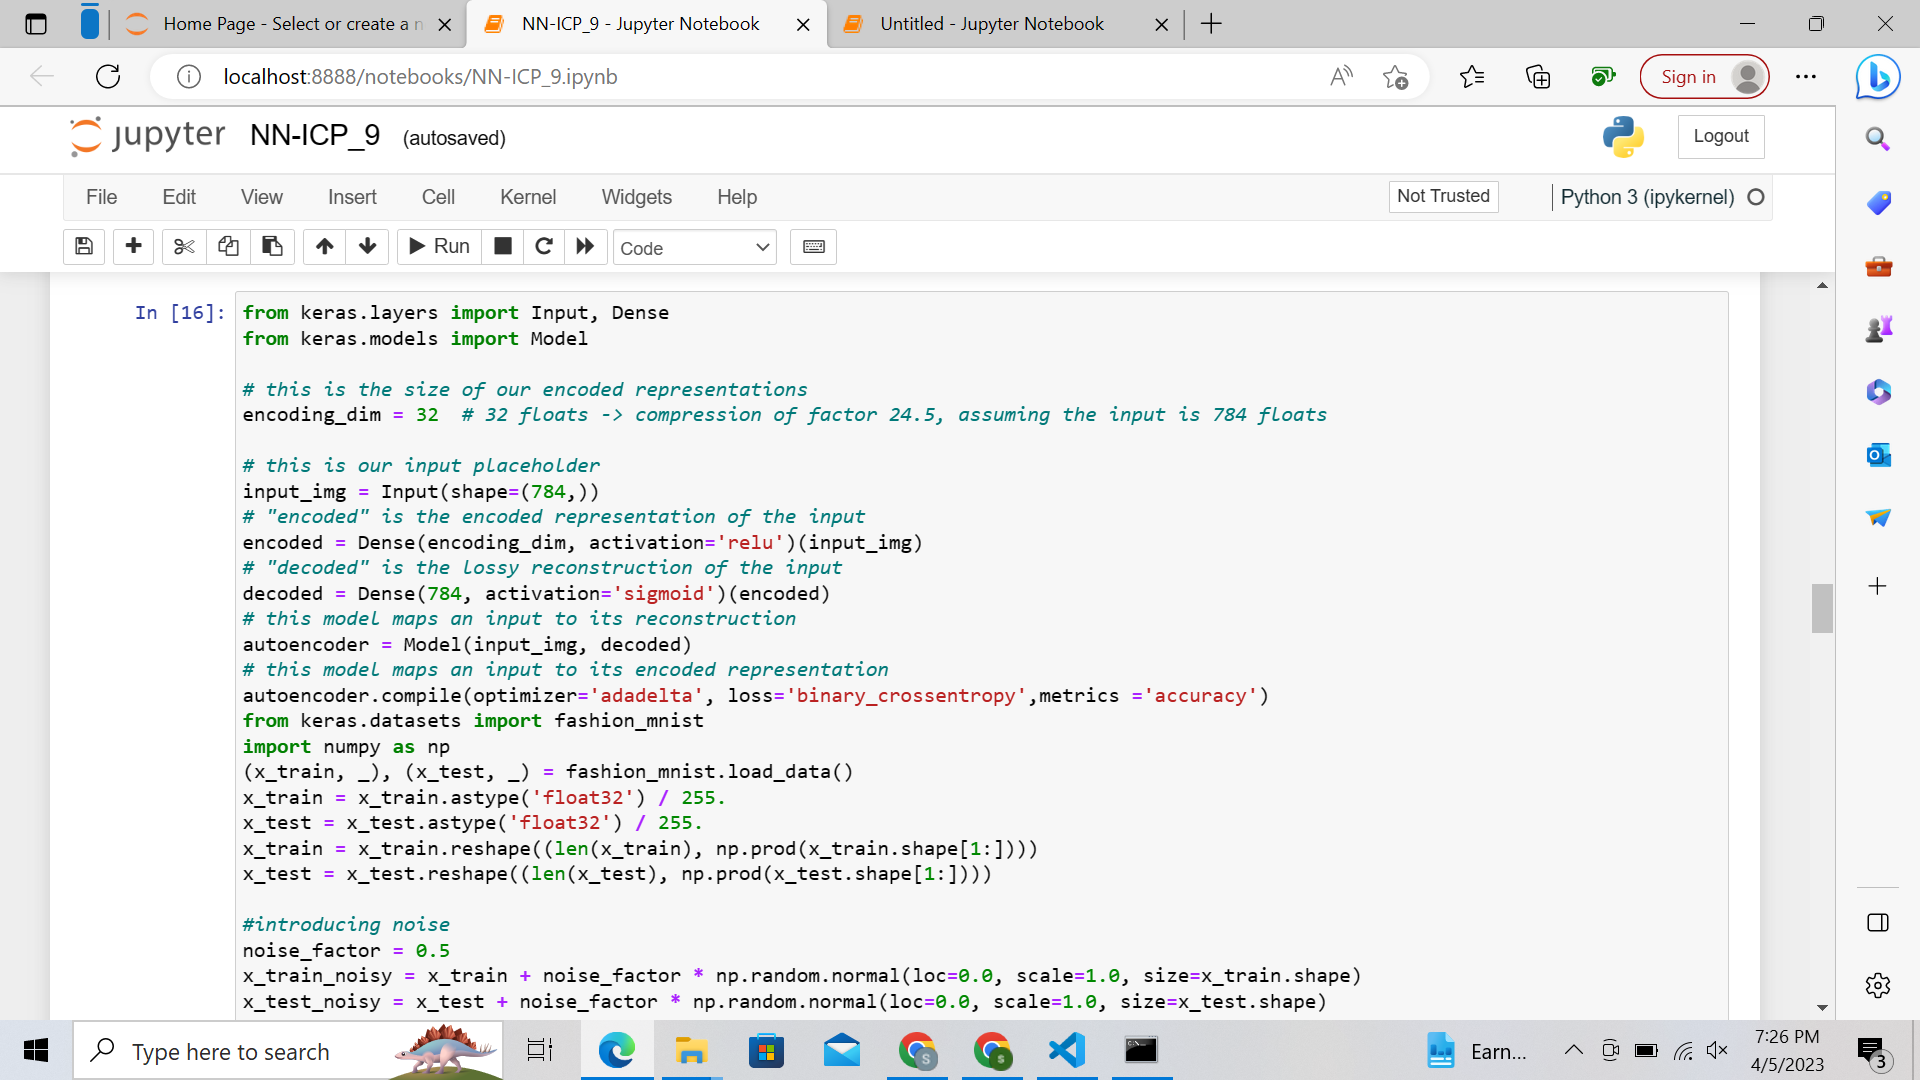 Home Page - Select or create a n
NN-ICP_9 - Jupyter Notebook
Untitled - Jupyter Notebook
localhost:8888/notebooks/NN-ICP_9.ipynb
Sign in
jupyter NN-ICP_9 (autosaved)
Logout
File Edit View Insert Cell Kernel Widgets Help
Not Trusted
Python 3 (ipykernel)
Run
Code
In [16]:
from keras.layers import Input, Dense
from keras.models import Model
# this is the size of our encoded representations
encoding_dim = 32  # 32 floats -> compression of factor 24.5, assuming the input is 784 floats
# this is our input placeholder
input_img = Input(shape=(784,))
# "encoded" is the encoded representation of the input
encoded = Dense(encoding_dim, activation='relu')(input_img)
# "decoded" is the lossy reconstruction of the input
decoded = Dense(784, activation='sigmoid')(encoded)
# this model maps an input to its reconstruction
autoencoder = Model(input_img, decoded)
# this model maps an input to its encoded representation
autoencoder.compile(optimizer='adadelta', loss='binary_crossentropy',metrics ='accuracy')
from keras.datasets import fashion_mnist
import numpy as np
(x_train, _), (x_test, _) = fashion_mnist.load_data()
x_train = x_train.astype('float32') / 255.
x_test = x_test.astype('float32') / 255.
x_train = x_train.reshape((len(x_train), np.prod(x_train.shape[1:])))
x_test = x_test.reshape((len(x_test), np.prod(x_test.shape[1:])))
#introducing noise
noise_factor = 0.5
x_train_noisy = x_train + noise_factor * np.random.normal(loc=0.0, scale=1.0, size=x_train.shape)
x_test_noisy = x_test + noise_factor * np.random.normal(loc=0.0, scale=1.0, size=x_test.shape)
Type here to search
Earn...
7:26 PM
4/5/2023
3